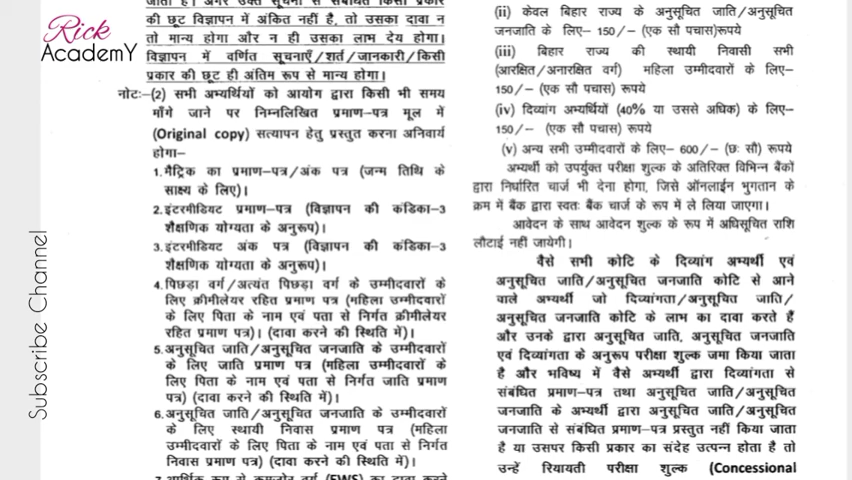 जाता है। अगर उक्त सूचना से संबंधित किसी प्रकार
की छूट विज्ञापन में अंकित नहीं है, तो उसका दावा न
तो मान्य होगा और न ही उसका लाभ देय होगा।
विज्ञापन में वर्णित सूचनाएँ/शर्त/जानकारी/किसी
प्रकार की छूट ही अंतिम रूप से मान्य होगा।
नोटः-(2) सभी अभ्यर्थियों को आयोग द्वारा किसी भी समय
माँगे जाने पर निम्नलिखित प्रमाण-पत्र मूल में
(Original copy) सत्यापन हेतु प्रस्तुत करना अनिवार्य
होगा-
1. मैट्रिक का प्रमाण-पत्र/अंक पत्र (जन्म तिथि के
साक्ष्य के लिए)।
2. इंटरमीडिएट प्रमाण-पत्र (विज्ञापन की कंडिका-3
शैक्षणिक योग्यता के अनुरूप)।
3. इंटरमीडिएट अंक पत्र (विज्ञापन की कंडिका-3
शैक्षणिक योग्यता के अनुरूप)।
4. पिछड़ा वर्ग/अत्यंत पिछड़ा वर्ग के उम्मीदवारों के
लिए क्रीमीलेयर रहित प्रमाण पत्र (महिला उम्मीदवारों
के लिए पिता के नाम एवं पता से निर्गत क्रीमीलेयर
रहित प्रमाण पत्र)। (दावा करने की स्थिति में)।
5. अनुसूचित जाति/अनुसूचित जनजाति के उम्मीदवारों
के लिए जाति प्रमाण पत्र (महिला उम्मीदवारों के
लिए पिता के नाम एवं पता से निर्गत जाति प्रमाण
पत्र) (दावा करने की स्थिति में)।
6. अनुसूचित जाति/अनुसूचित जनजाति के उम्मीदवारों
के लिए स्थायी निवास प्रमाण पत्र (महिला
उम्मीदवारों के लिए पिता के नाम एवं पता से निर्गत
निवास प्रमाण पत्र) (दावा करने की स्थिति में)।
7. आर्थिक रूप से कमजोर वर्ग (EWS) का दावा करने
(ii) केवल बिहार राज्य के अनुसूचित जाति/अनुसूचित
जनजाति के लिए- 150/- (एक सौ पचास)रूपये
(iii) बिहार राज्य की स्थायी निवासी सभी
(आरक्षित/अनारक्षित वर्ग) महिला उम्मीदवारों के लिए-
150/- (एक सौ पचास) रूपये
(iv) दिव्यांग अभ्यर्थियों (40% या उससे अधिक) के लिए-
150/- (एक सौ पचास) रूपये
(v) अन्य सभी उम्मीदवारों के लिए- 600/- (छः सौ) रूपये
अभ्यर्थी को उपर्युक्त परीक्षा शुल्क के अतिरिक्त विभिन्न बैंकों
द्वारा निर्धारित चार्ज भी देना होगा, जिसे ऑनलाईन भुगतान के
क्रम में बैंक द्वारा स्वतः बैंक चार्ज के रूप में ले लिया जाएगा।
आवेदन के साथ आवेदन शुल्क के रूप में अधिसूचित राशि
लौटाई नहीं जायेगी।
वैसे सभी कोटि के दिव्यांग अभ्यर्थी एवं
अनुसूचित जाति/अनुसूचित जनजाति कोटि से आने
वाले अभ्यर्थी जो दिव्यांगता/अनुसूचित जाति/
अनुसूचित जनजाति कोटि के लाभ का दावा करते हैं
और उनके द्वारा अनुसूचित जाति, अनुसूचित जनजाति
एवं दिव्यांगता के अनुरूप परीक्षा शुल्क जमा किया जाता
है और भविष्य में वैसे अभ्यर्थी द्वारा दिव्यांगता से
संबंधित प्रमाण-पत्र तथा अनुसूचित जाति/अनुसूचित
जनजाति के अभ्यर्थी द्वारा अनुसूचित जाति/अनुसूचित
जनजाति से संबंधित प्रमाण-पत्र प्रस्तुत नहीं किया जाता
है या उसपर किसी प्रकार का संदेह उत्पन्न होता है तो
उन्हें रियायती परीक्षा शुल्क (Concessional
Rick
AcademY
Subscribe Channel